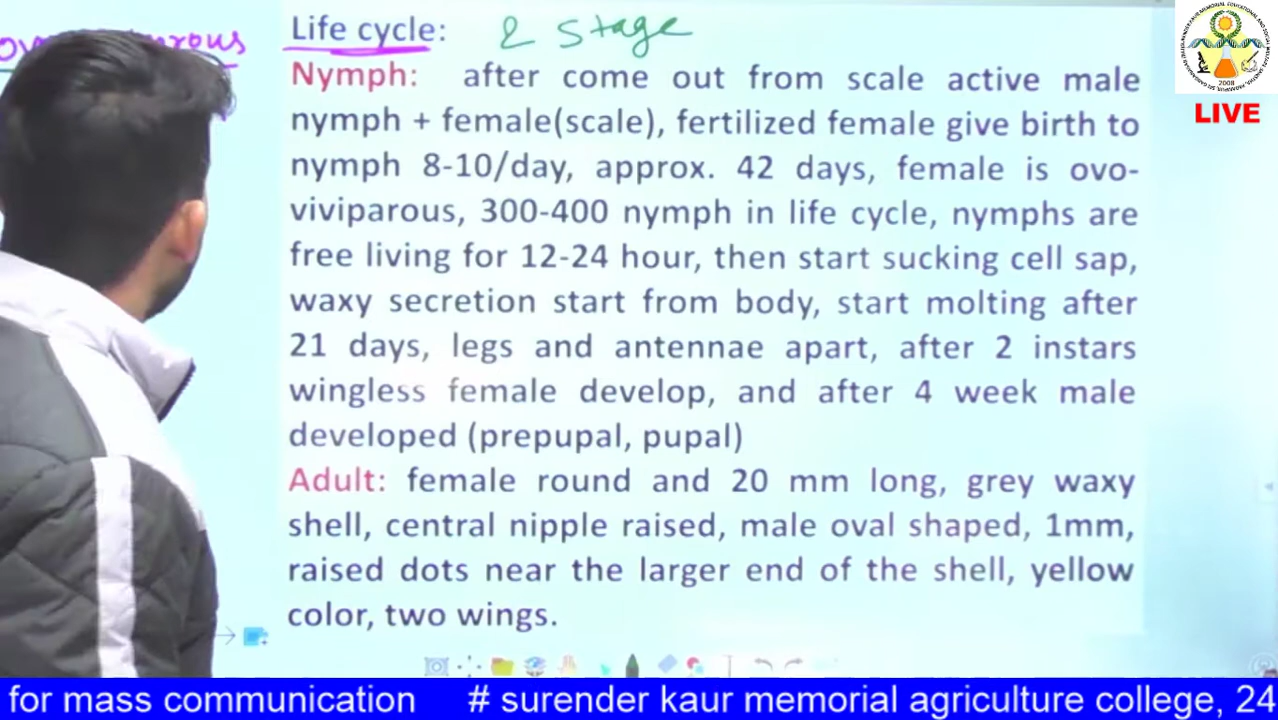 Life cycle: 2 stage
Nymph: after come out from scale active male
nymph + female(scale), fertilized female give birth to
nymph 8-10/day, approx. 42 days, female is ovo-
viviparous, 300-400 nymph in life cycle, nymphs are
free living for 12-24 hour, then start sucking cell sap,
waxy secretion start from body, start molting after
21 days, legs and antennae apart, after 2 instars
wingless female develop, and after 4 week male
developed (prepupal, pupal)
Adult: female round and 20 mm long, grey waxy
shell, central nipple raised, male oval shaped, 1mm,
raised dots near the larger end of the shell, yellow
color, two wings.
2008
LIVE
for mass communication # surender kaur memorial agriculture college, 24